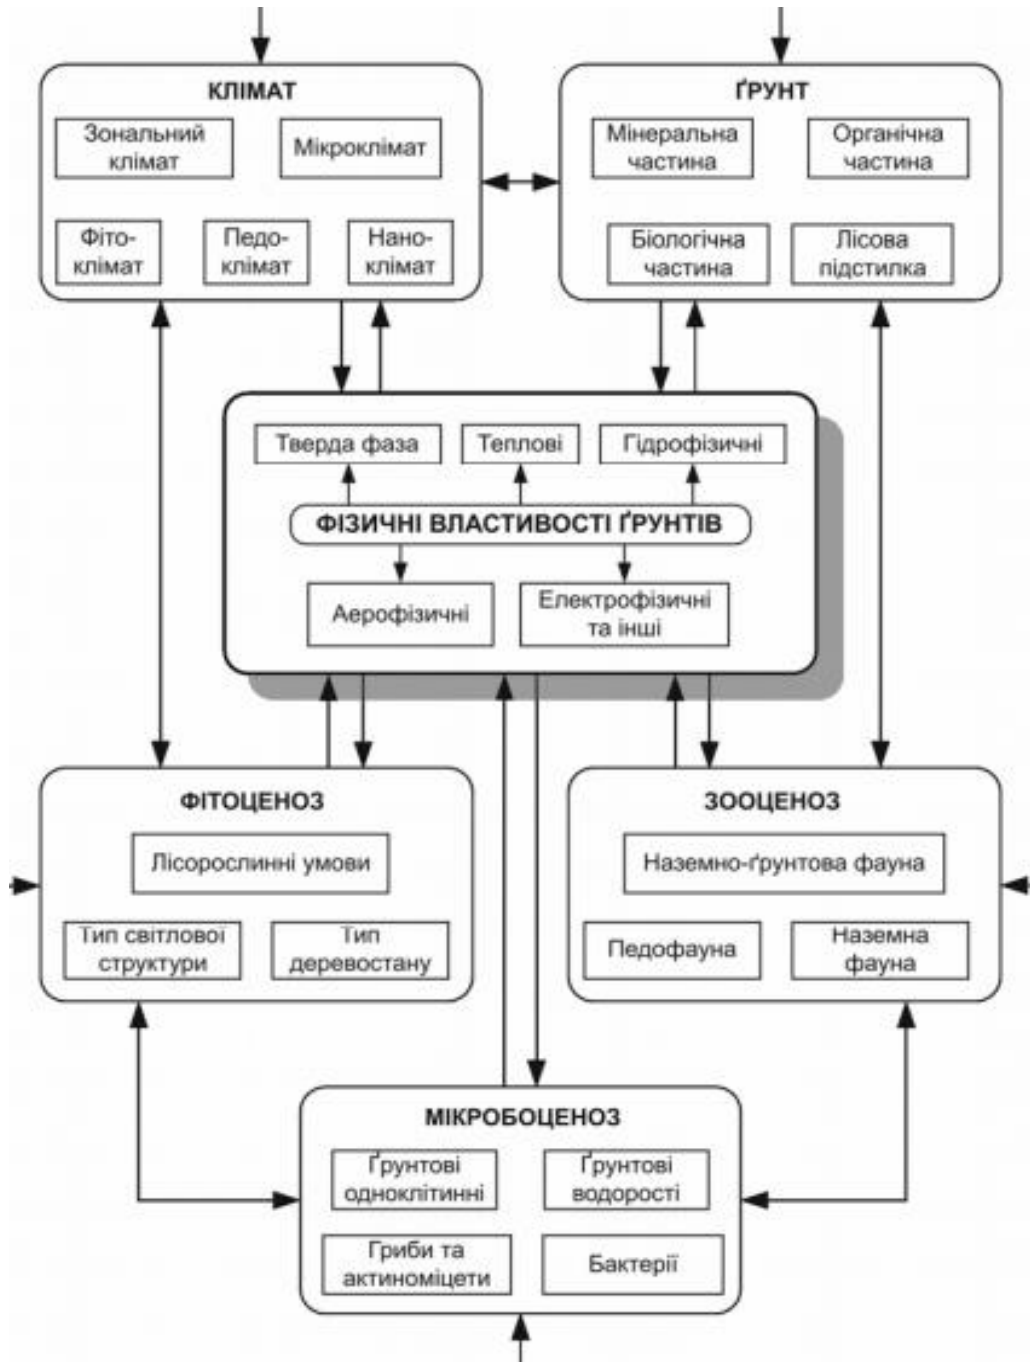 КЛІМАТ
Зональний
клімат
Мікроклімат
Фіто-
клімат
Педо-
клімат
Нано-
клімат
ҐРУНТ
Мінеральна
частина
Органічна
частина
Біологічна
частина
Лісова
підстилка
Тверда фаза
Теплові
Гідрофізичні
ФІЗИЧНІ ВЛАСТИВОСТІ ҐРУНТІВ
Аерофізичні
Електрофізичні
та інші
ФІТОЦЕНОЗ
Лісорослинні умови
Тип світлової
структури
Тип
деревостану
ЗООЦЕНОЗ
Наземно-ґрунтова фауна
Педофауна
Наземна
фауна
МІКРОБОЦЕНОЗ
Ґрунтові
одноклітинні
Ґрунтові
водорості
Гриби та
актиноміцети
Бактерії